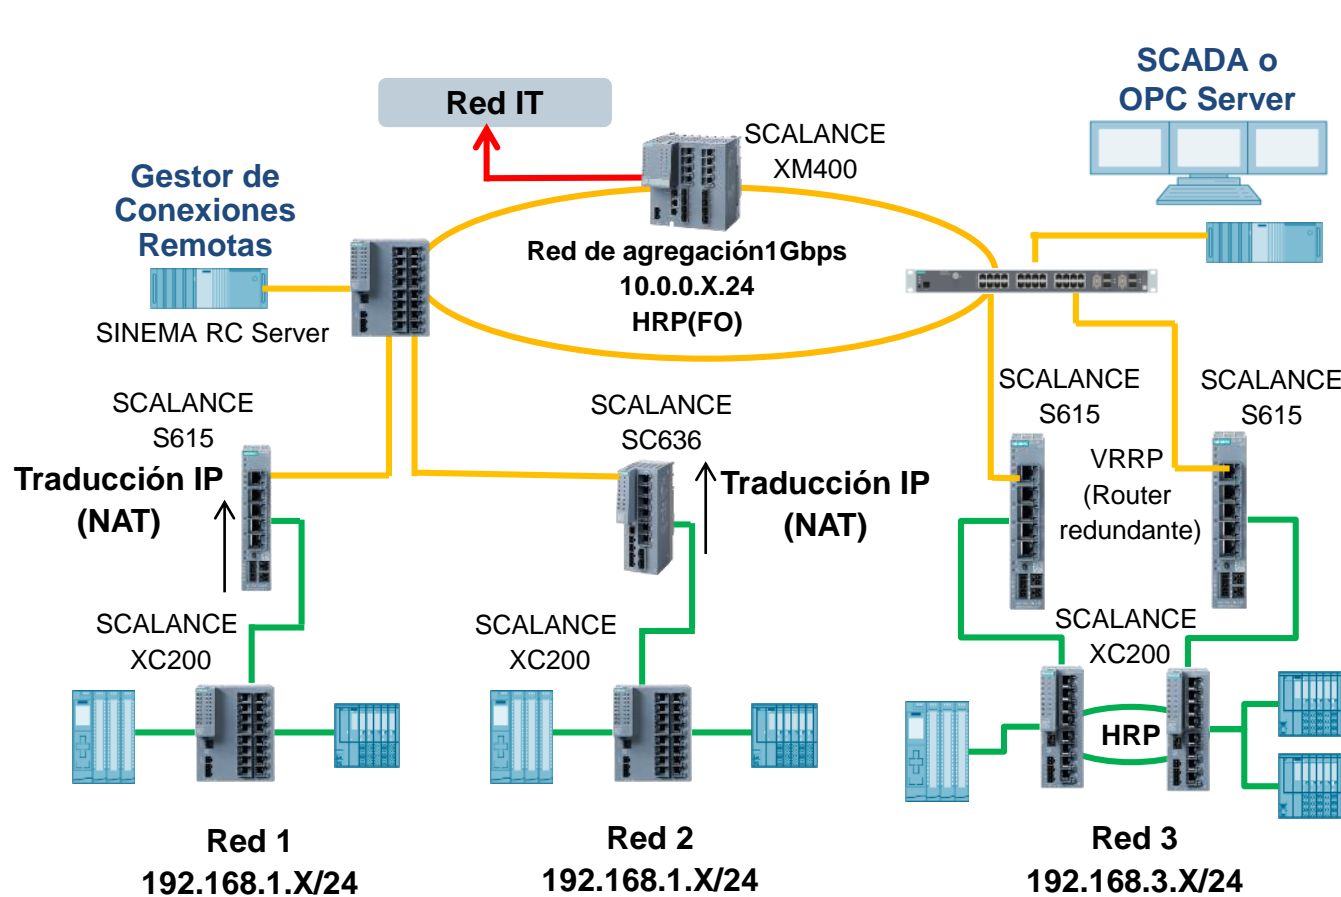 SCADA o
OPC Server
Red IT
SCALANCE
XM400
Gestor de
Conexiones
Remotas
Red de agregación1Gbps
10.0.0.X.24
HRP(FO)
SINEMA RC Server
SCALANCE
S615
Traducción IP
(NAT)
SCALANCE
SC636
Traducción IP
(NAT)
SCALANCE
S615
VRRP
(Router
redundante)
SCALANCE
S615
SCALANCE
XC200
SCALANCE
XC200
SCALANCE
XC200
HRP
Red 1
192.168.1.X/24
Red 2
192.168.1.X/24
Red 3
192.168.3.X/24